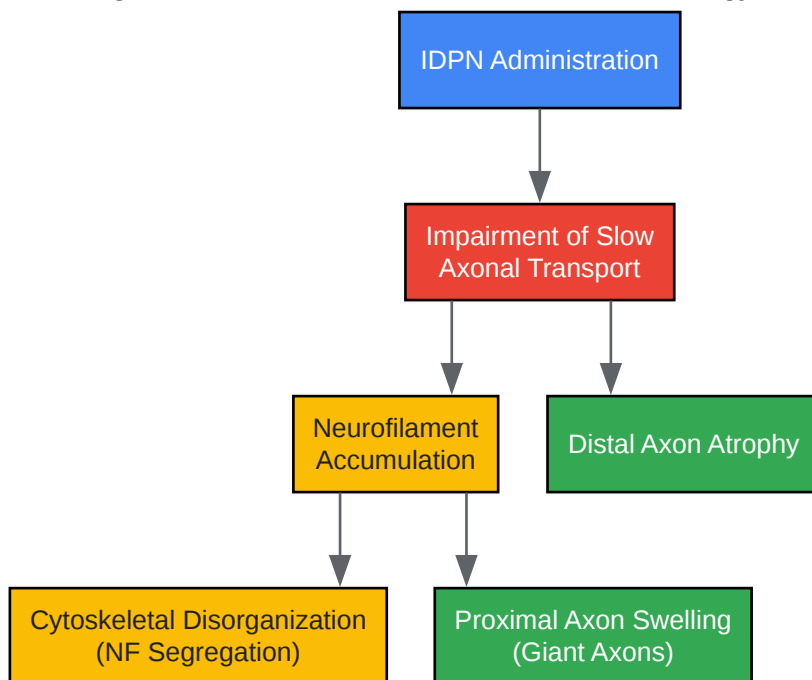 IDPN Administration
Impairment of Slow
Axonal Transport
Neurofilament
Accumulation
Distal Axon Atrophy
Cytoskeletal Disorganization
(NF Segregation)
Proximal Axon Swelling
(Giant Axons)